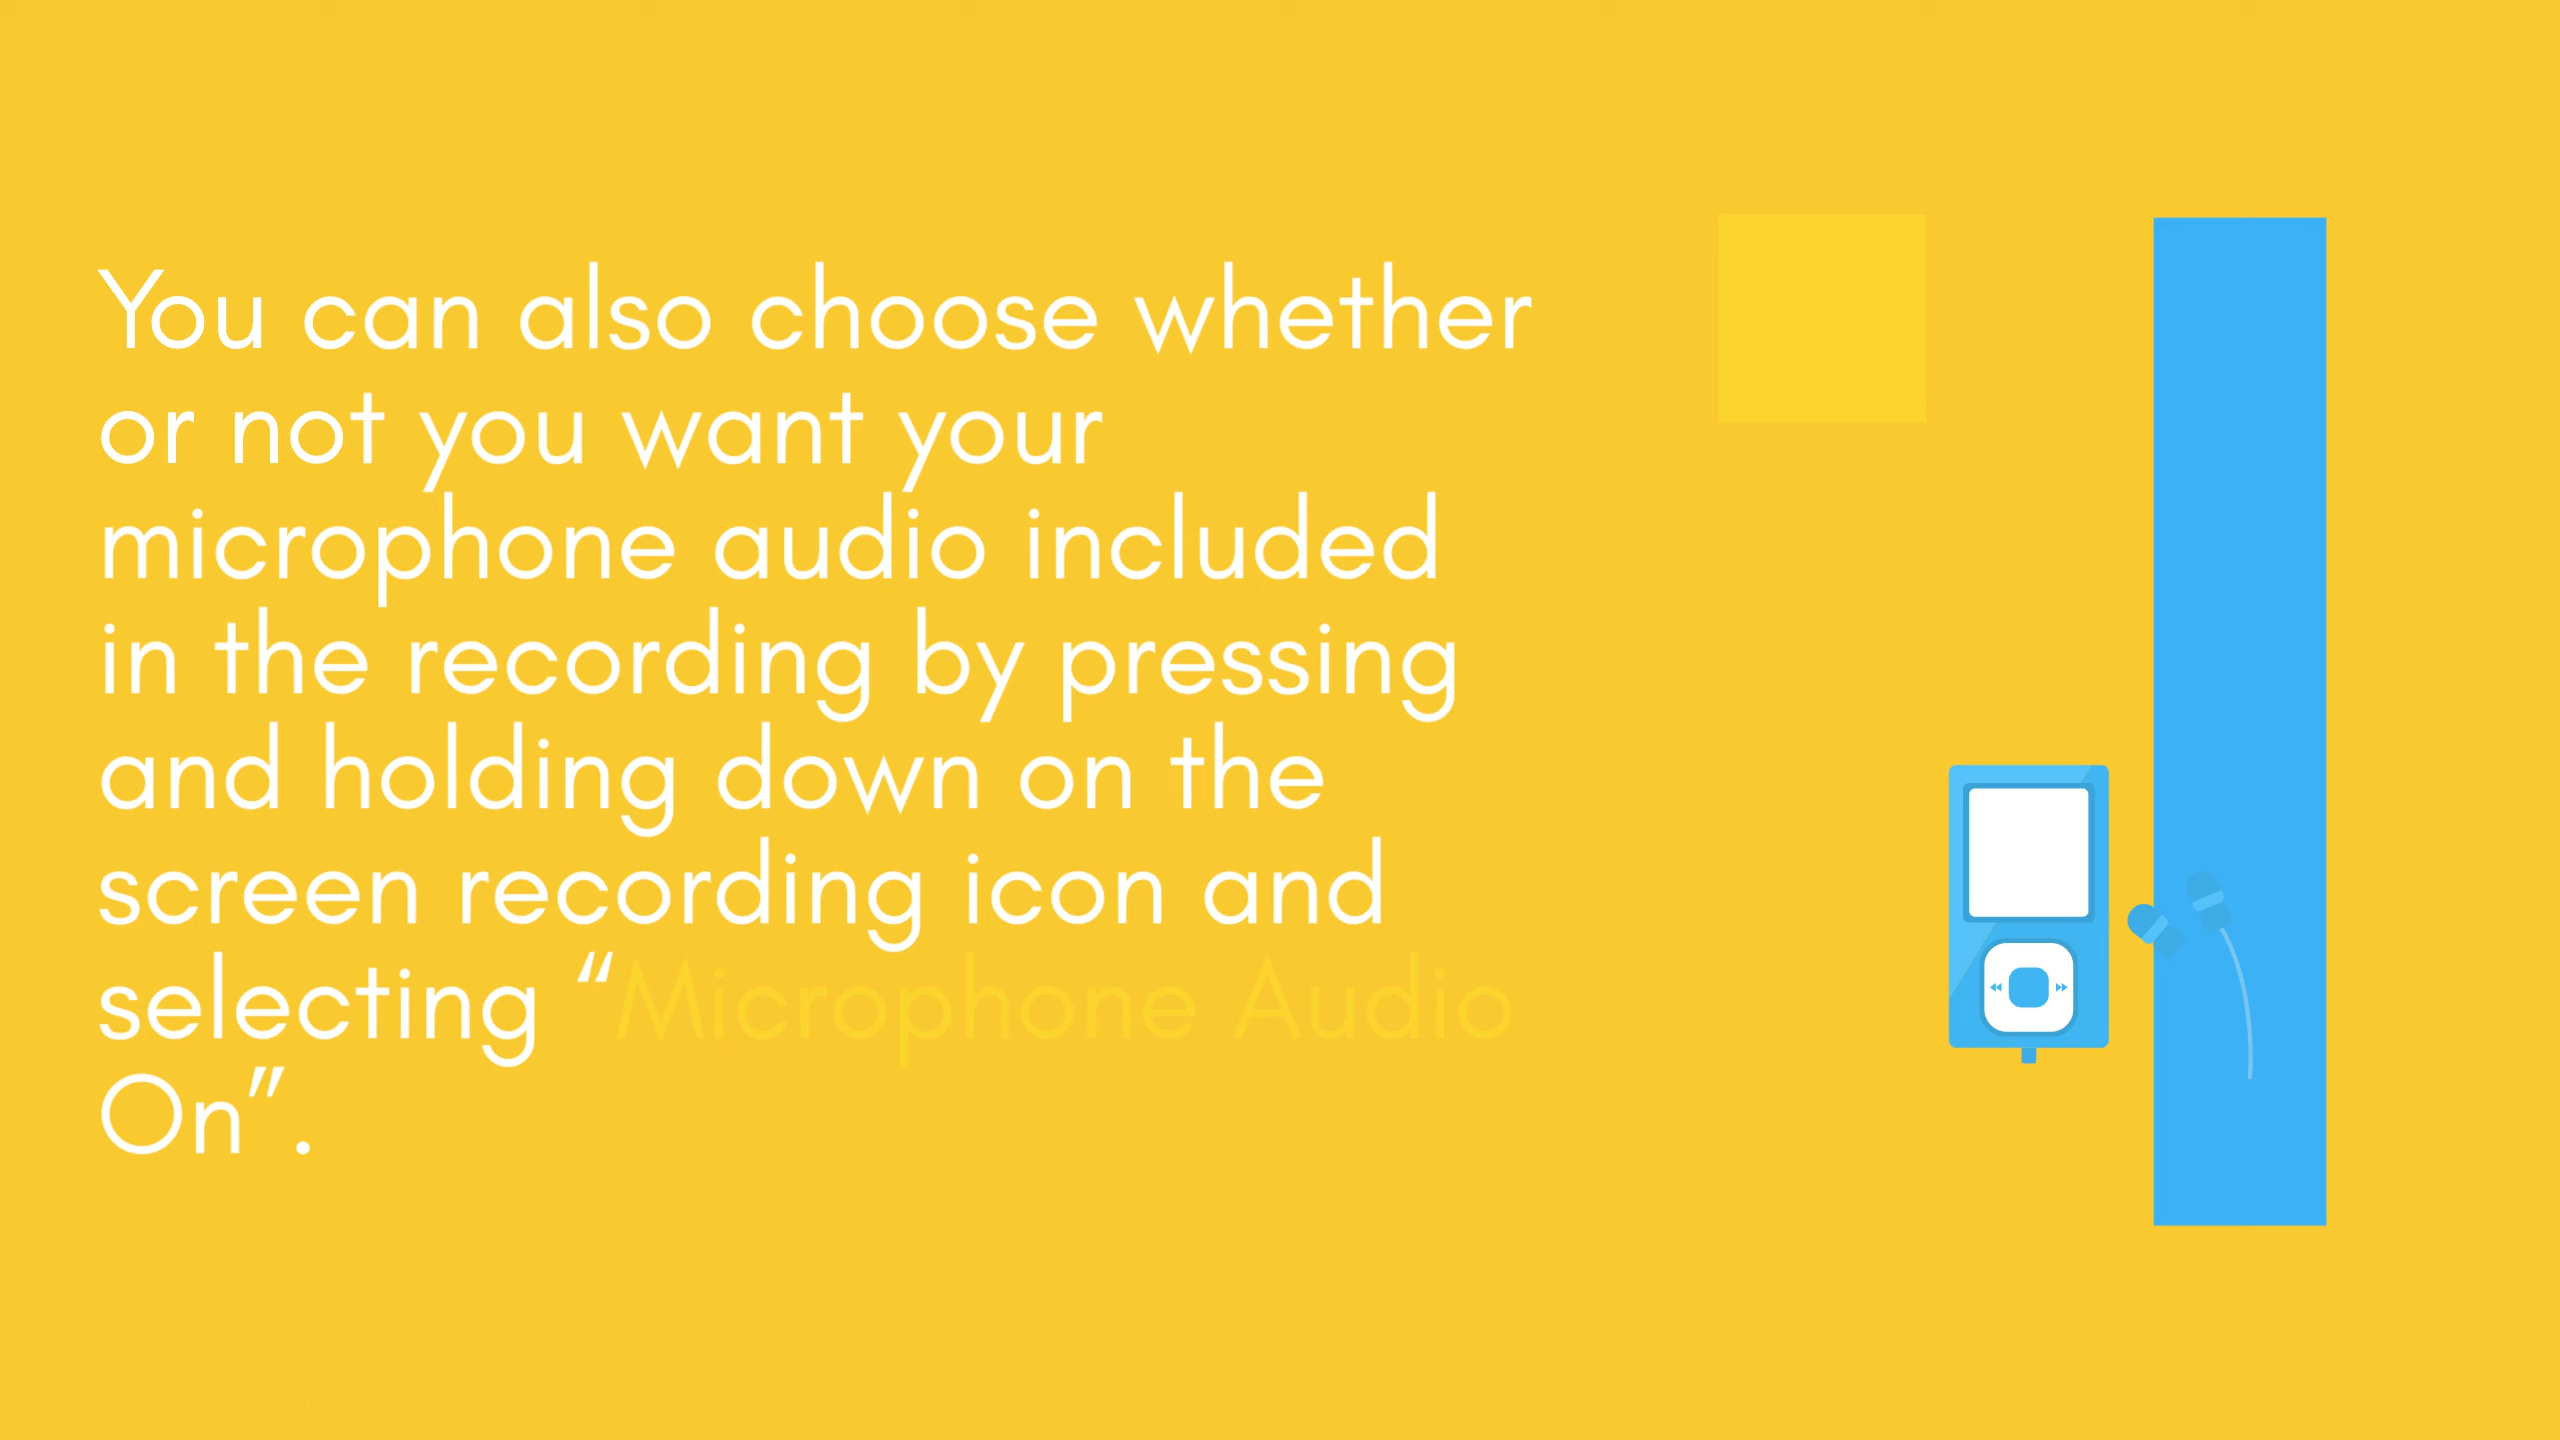 You can also choose whether
or not you want your
microphone audio included
in the recording by pressing
and holding down on the
screen recording icon and
selecting “Microphone Audio
On”.